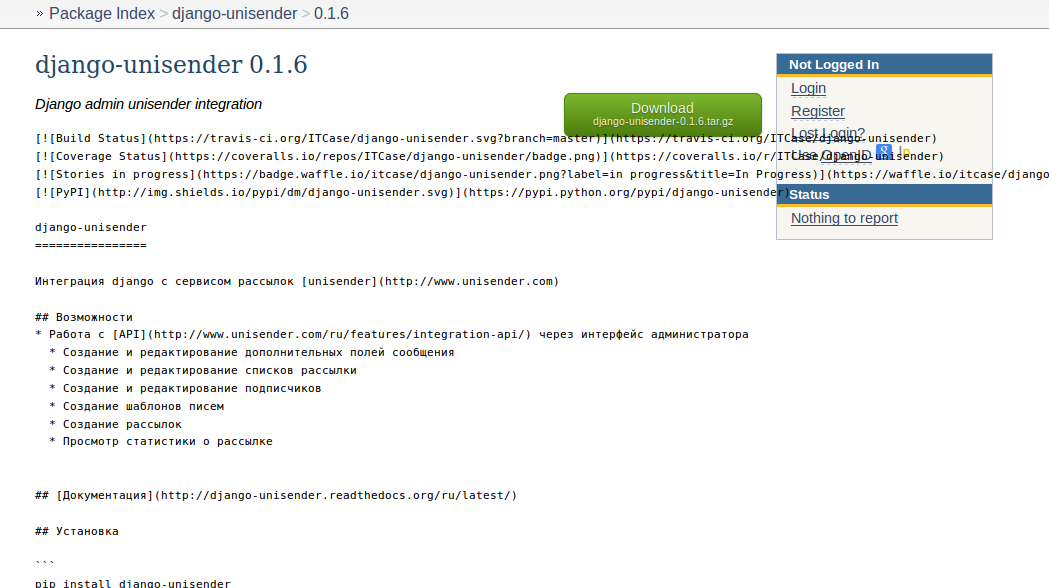 » Package Index > django-unisender > 0.1.6
django-unisender 0.1.6
Django admin unisender integration
Download
django-unisender-0.1.6.tar.gz
[![Build Status](https://travis-ci.org/ITCase/django-unisender.svg?branch=master)](https://travis-ci.org/ITCase/django-unisender)
[![Coverage Status](https://coveralls.io/repos/ITCase/django-unisender/badge.png)](https://coveralls.io/r/ITCase/django-unisender)
[![Stories in progress](https://badge.waffle.io/itcase/django-unisender.png?label=in progress&title=In Progress)](https://waffle.io/itcase/django
[![PyPI](http://img.shields.io/pypi/dm/django-unisender.svg)](https://pypi.python.org/pypi/django-unisender)
django-unisender
================
Интеграция django с сервисом рассылок [unisender](http://www.unisender.com)
## Возможности
* Работа с [API](http://www.unisender.com/ru/features/integration-api/) через интерфейс администратора
* Создание и редактирование дополнительных полей сообщения
* Создание и редактирование списков рассылки
* Создание и редактирование подписчиков
* Создание шаблонов писем
* Создание рассылок
* Просмотр статистики о рассылке
## [Документация](http://django-unisender.readthedocs.org/ru/latest/)
## Установка
```
pip install django-unisender
Not Logged In
Login
Register
Lost Login?
Use OpenID
Status
Nothing to report